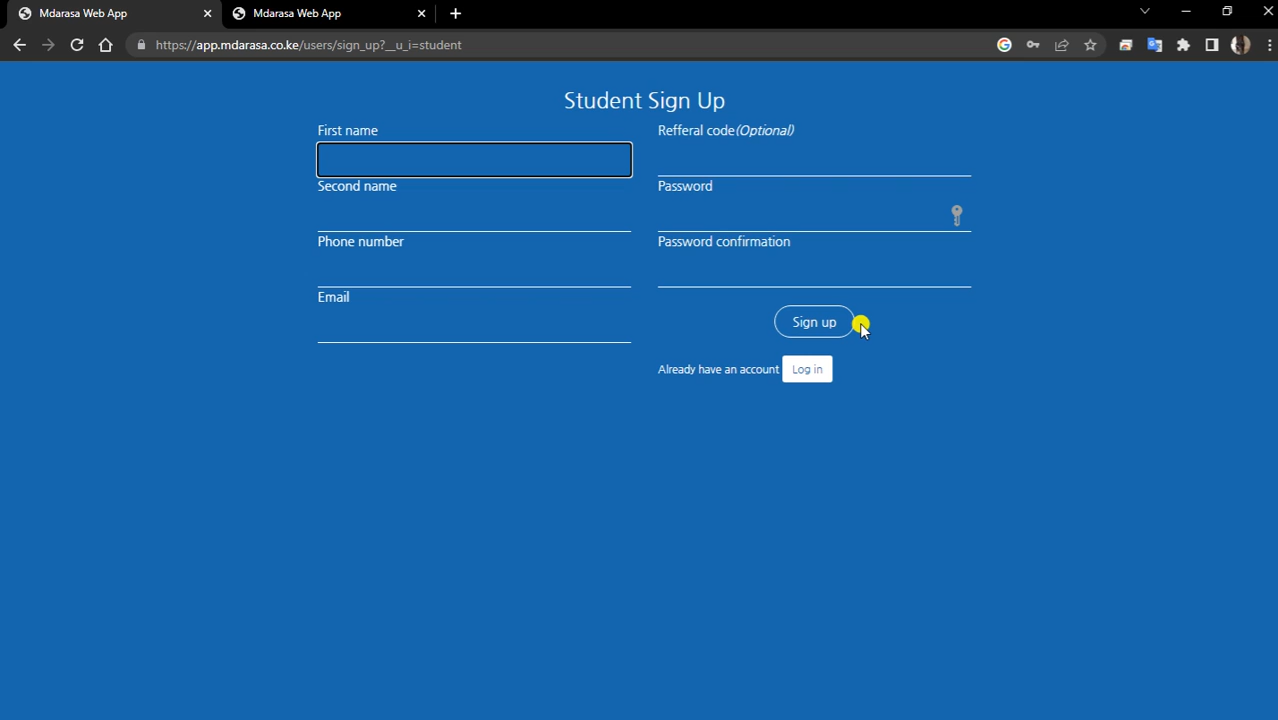 Mdarasa Web App
Mdarasa Web App
https://app.mdarasa.co.ke/users/sign_up?__u_i=student
Student Sign Up
First name
Refferal code(Optional)
Second name
Password
Phone number
Password confirmation
Email
Sign up
Already have an account Log in